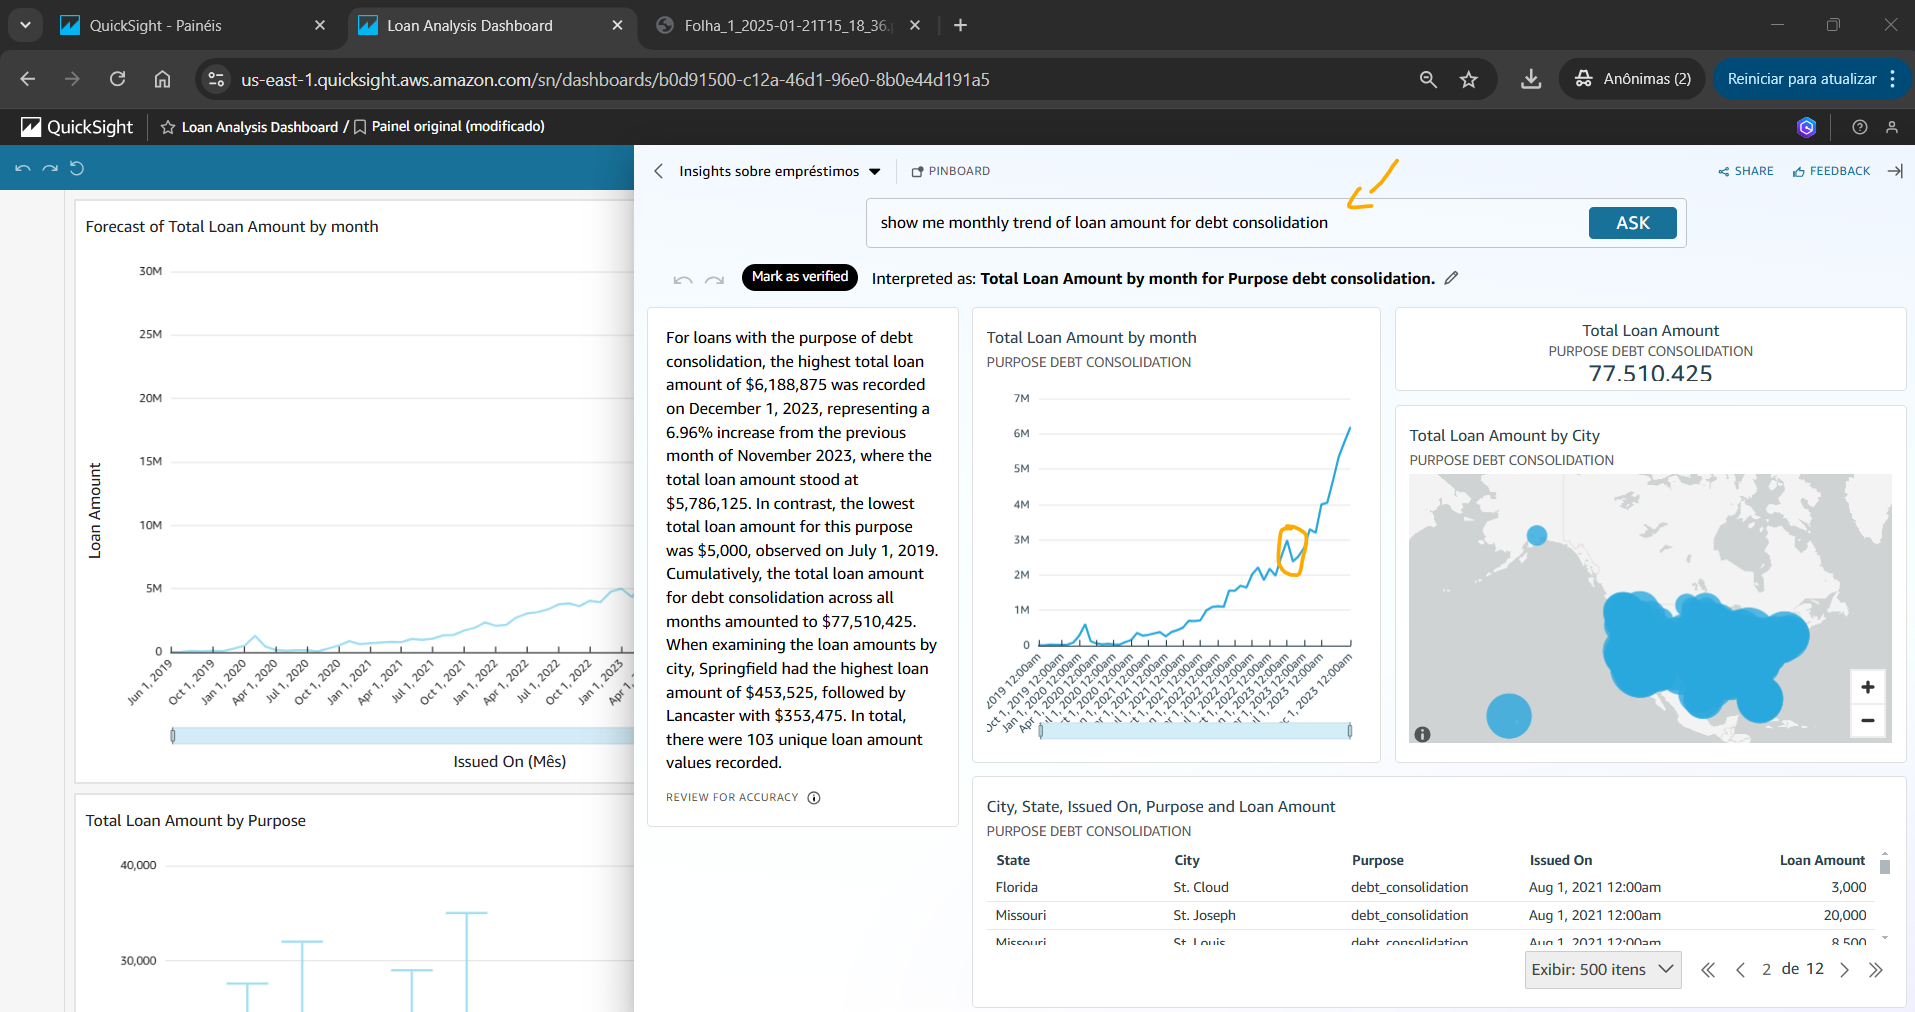 QuickSight - Painéis
Loan Analysis Dashboard
Folha_1_2025-01-21T15_18_36.
us-east-1.quicksight.aws.amazon.com/sn/dashboards/b0d91500-c12a-46d1-96e0-8b0e44d191a5
Anônimas (2)
Reiniciar para atualizar
QuickSight
Loan Analysis Dashboard / Painel original (modificado)
Insights sobre empréstimos
PINBOARD
SHARE
FEEDBACK
show me monthly trend of loan amount for debt consolidation
ASK
Mark as verified
Interpreted as: Total Loan Amount by month for Purpose debt consolidation.
Forecast of Total Loan Amount by month
30M
25M
20M
15M
10M
5M
0
Loan Amount
Jun 1, 2019
Oct 1, 2019
Jan 1, 2020
Apr 1, 2020
Jul 1, 2020
Oct 1, 2020
Jan 1, 2021
Apr 1, 2021
Jul 1, 2021
Oct 1, 2021
Jan 1, 2022
Apr 1, 2022
Jul 1, 2022
Oct 1, 2022
Jan 1, 2023
Apr 1,
Issued On (Mês)
Total Loan Amount by Purpose
40,000
30,000
For loans with the purpose of debt
consolidation, the highest total loan
amount of $6,188,875 was recorded
on December 1, 2023, representing a
6.96% increase from the previous
month of November 2023, where the
total loan amount stood at
$5,786,125. In contrast, the lowest
total loan amount for this purpose
was $5,000, observed on July 1, 2019.
Cumulatively, the total loan amount
for debt consolidation across all
months amounted to $77,510,425.
When examining the loan amounts by
city, Springfield had the highest loan
amount of $453,525, followed by
Lancaster with $353,475. In total,
there were 103 unique loan amount
values recorded.
REVIEW FOR ACCURACY
Total Loan Amount by month
PURPOSE DEBT CONSOLIDATION
7M
6M
5M
4M
3M
2M
1M
0
Total Loan Amount
PURPOSE DEBT CONSOLIDATION
77.510.425
Total Loan Amount by City
PURPOSE DEBT CONSOLIDATION
City, State, Issued On, Purpose and Loan Amount
PURPOSE DEBT CONSOLIDATION
State City Purpose Issued On Loan Amount
Florida St. Cloud debt_consolidation Aug 1, 2021 12:00am 3,000
Missouri St. Joseph debt_consolidation Aug 1, 2021 12:00am 20,000
Missouri St. Louis debt_consolidation Aug 1, 2021 12:00am 8,500
Exibir: 500 itens
2 de 12